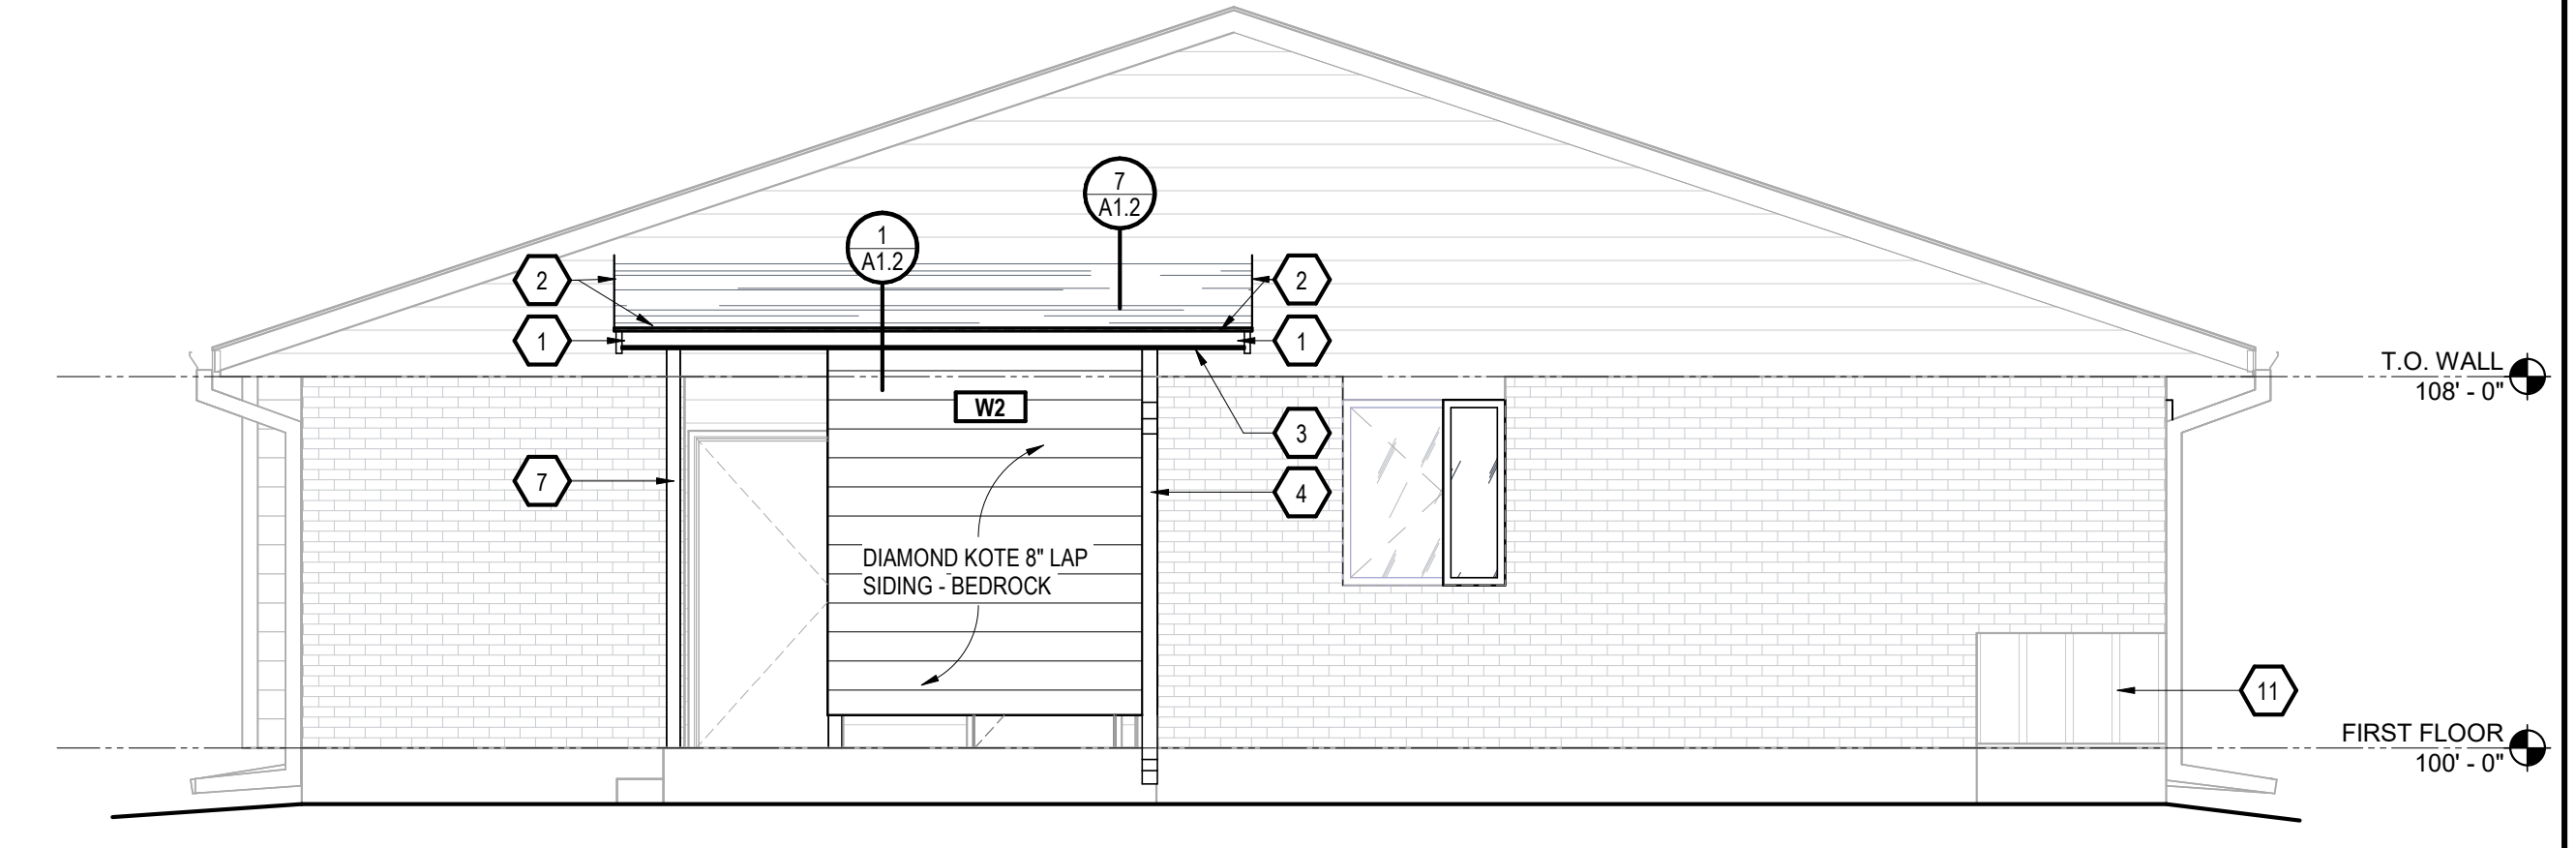 7
A1.2
1
A1.2
2
2
1
1
T.O. WALL
108' - 0"
W2
3
7
4
DIAMOND KOTE 8" LAP
SIDING - BEDROCK
11
FIRST FLOOR
100' - 0"